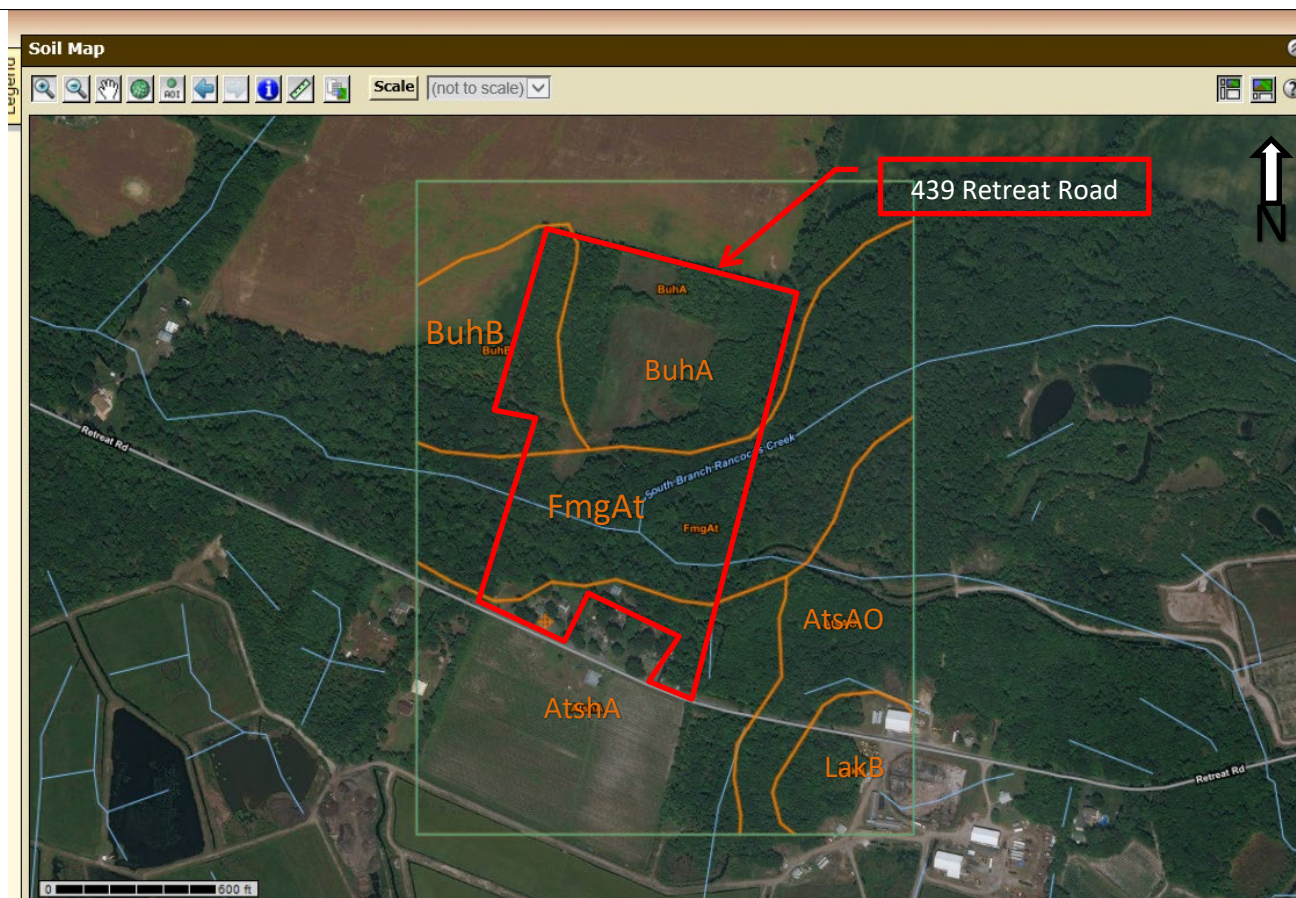 Legend
Soil Map
AOI
Scale
(not to scale)
439 Retreat Road
N
BuhA
BuhB
BuhB
BuhA
Retreat Rd
South Branch Rancocas Creek
FmgAt
FmgAt
AtsAO
AtshA
LakB
Retreat Rd
0
600 ft